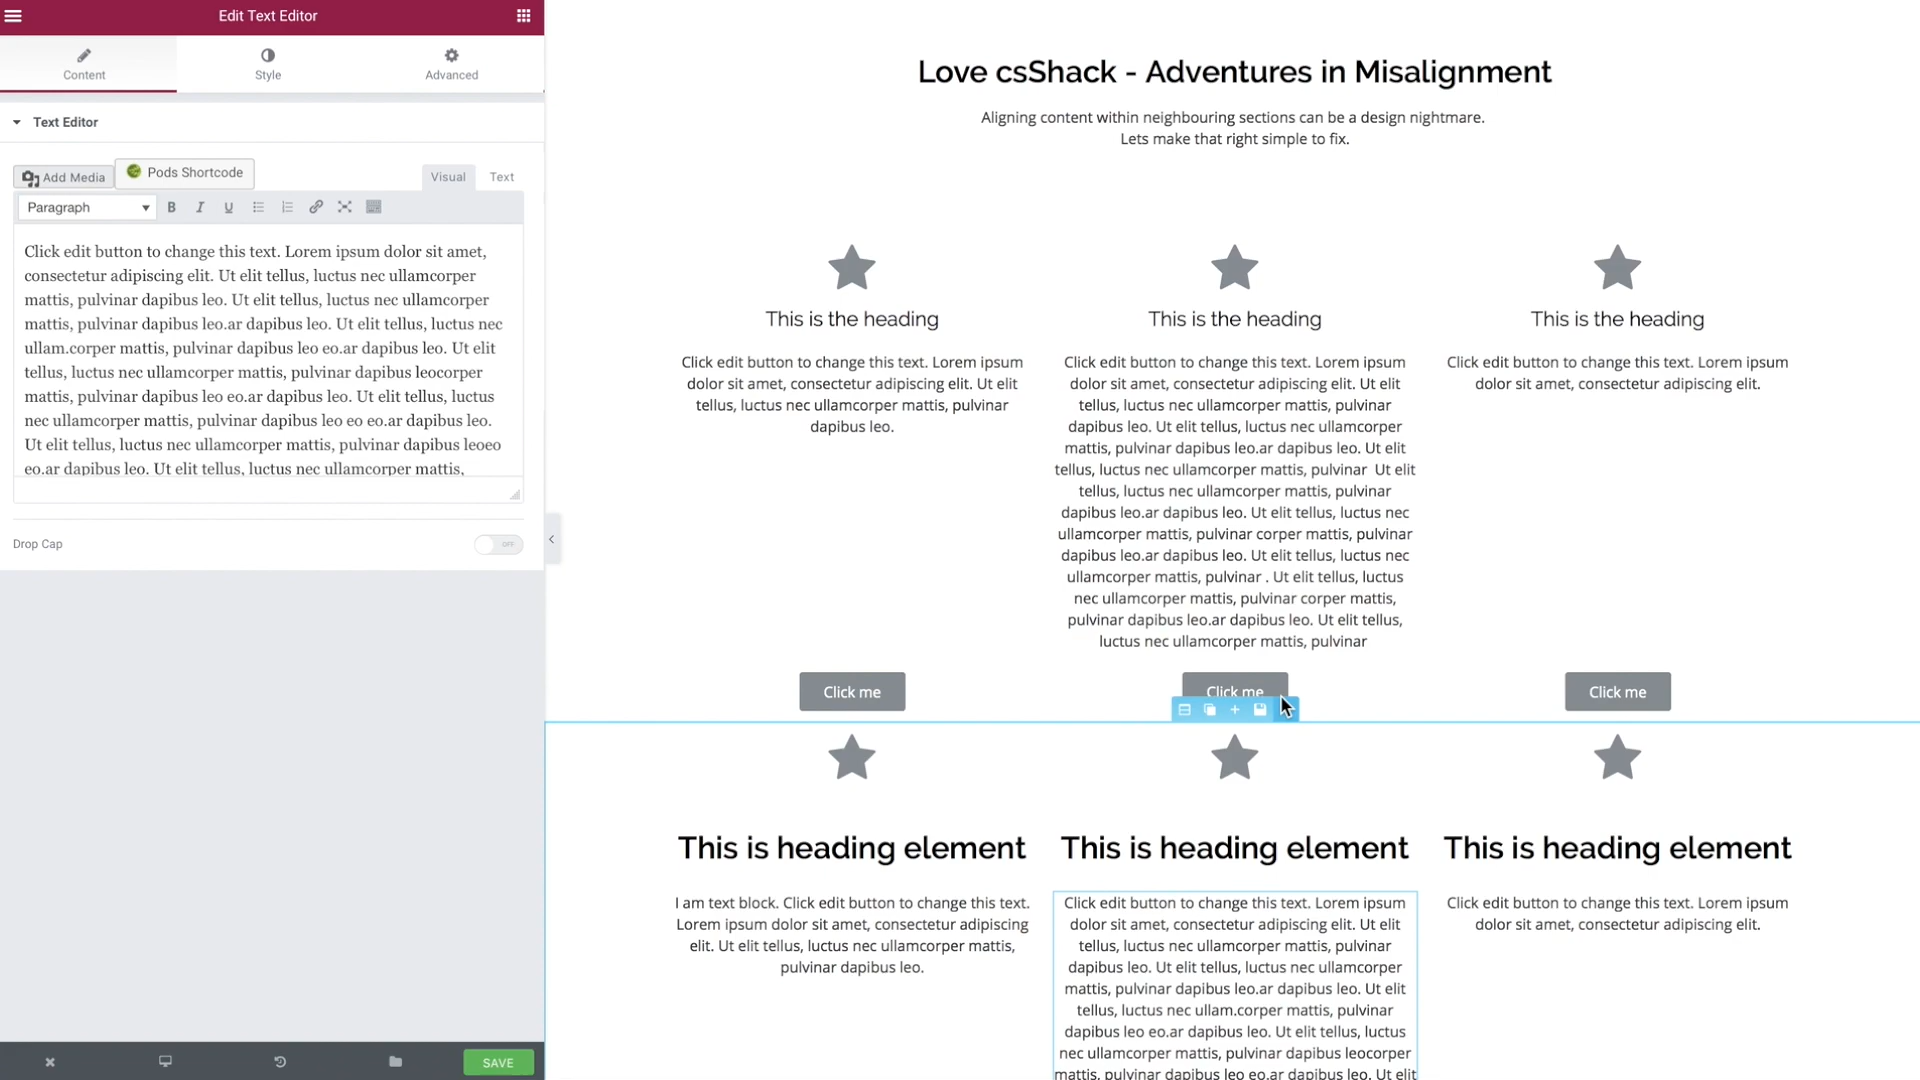 Edit Text Editor
Content
Style
Advanced
Text Editor
Add Media
Pods Shortcode
Visual
Text
Paragraph
B
I
U
Click edit button to change this text. Lorem ipsum dolor sit amet,
consectetur adipiscing elit. Ut elit tellus, luctus nec ullamcorper
mattis, pulvinar dapibus leo. Ut elit tellus, luctus nec ullamcorper
mattis, pulvinar dapibus leo.ar dapibus leo. Ut elit tellus, luctus nec
ullam.corper mattis, pulvinar dapibus leo eo.ar dapibus leo. Ut elit
tellus, luctus nec ullamcorper mattis, pulvinar dapibus leocorper
mattis, pulvinar dapibus leo eo.ar dapibus leo. Ut elit tellus, luctus
nec ullamcorper mattis, pulvinar dapibus leo eo eo.ar dapibus leo.
Ut elit tellus, luctus nec ullamcorper mattis, pulvinar dapibus leoeo
eo.ar dapibus leo. Ut elit tellus, luctus nec ullamcorper mattis,
Drop Cap
OFF
SAVE
Love csShack - Adventures in Misalignment
Aligning content within neighbouring sections can be a design nightmare.
Lets make that right simple to fix.
This is the heading
Click edit button to change this text. Lorem ipsum
dolor sit amet, consectetur adipiscing elit. Ut elit
tellus, luctus nec ullamcorper mattis, pulvinar
dapibus leo.
Click me
This is the heading
Click edit button to change this text. Lorem ipsum
dolor sit amet, consectetur adipiscing elit. Ut elit
tellus, luctus nec ullamcorper mattis, pulvinar
dapibus leo. Ut elit tellus, luctus nec ullamcorper
mattis, pulvinar dapibus leo.ar dapibus leo. Ut elit
tellus, luctus nec ullamcorper mattis, pulvinar Ut elit
tellus, luctus nec ullamcorper mattis, pulvinar
dapibus leo.ar dapibus leo. Ut elit tellus, luctus nec
ullamcorper mattis, pulvinar corper mattis, pulvinar
dapibus leo.ar dapibus leo. Ut elit tellus, luctus nec
ullamcorper mattis, pulvinar . Ut elit tellus, luctus
nec ullamcorper mattis, pulvinar corper mattis,
pulvinar dapibus leo.ar dapibus leo. Ut elit tellus,
luctus nec ullamcorper mattis, pulvinar
Click me
This is the heading
Click edit button to change this text. Lorem ipsum
dolor sit amet, consectetur adipiscing elit.
Click me
This is heading element
I am text block. Click edit button to change this text.
Lorem ipsum dolor sit amet, consectetur adipiscing
elit. Ut elit tellus, luctus nec ullamcorper mattis,
pulvinar dapibus leo.
This is heading element
Click edit button to change this text. Lorem ipsum
dolor sit amet, consectetur adipiscing elit. Ut elit
tellus, luctus nec ullamcorper mattis, pulvinar
dapibus leo. Ut elit tellus, luctus nec ullamcorper
mattis, pulvinar dapibus leo.ar dapibus leo. Ut elit
tellus, luctus nec ullam.corper mattis, pulvinar
dapibus leo eo.ar dapibus leo. Ut elit tellus, luctus
nec ullamcorper mattis, pulvinar dapibus leocorper
mattis, pulvinar dapibus leo eo.ar dapibus leo. Ut elit
This is heading element
Click edit button to change this text. Lorem ipsum
dolor sit amet, consectetur adipiscing elit.